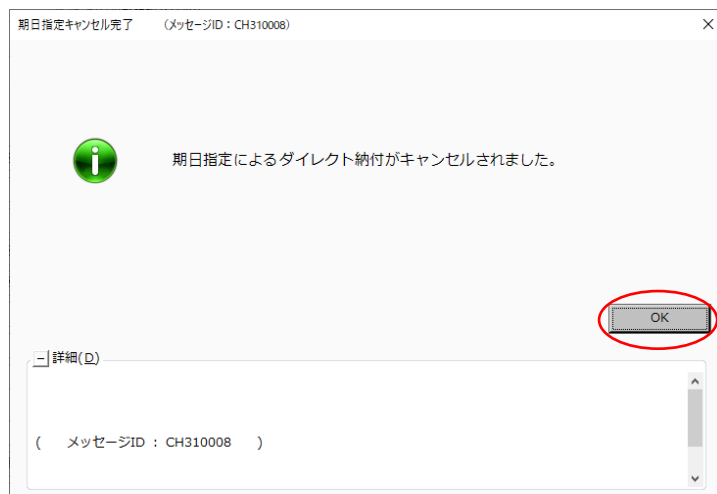 期日指定キャンセル完了　　（メッセージID：CH310008）
期日指定によるダイレクト納付がキャンセルされました。
OK
詳細(D)
(　メッセージID : CH310008　)